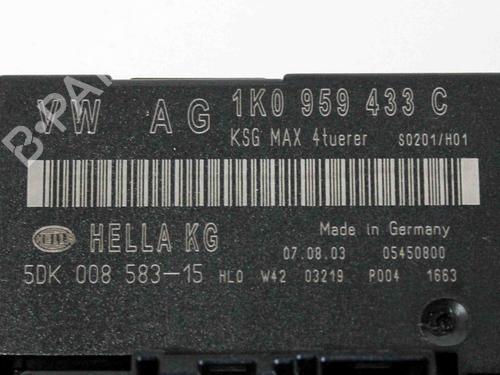 VW AG 1K0 959 433 C
KSG MAX 4tuerer S0201/H01
HELLA KG
Made in Germany
07.08.03 05450800
5DK 008 583-15 HLO W42 03219 P004 1663